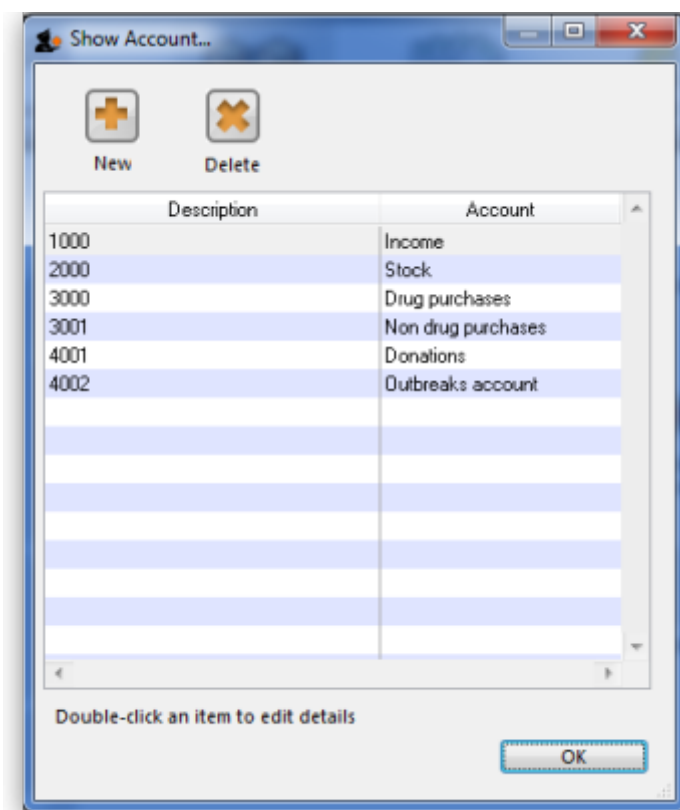 Show Account...
New Delete
Description Account
1000 Income
2000 Stock
3000 Drug purchases
3001 Non drug purchases
4001 Donations
4002 Outbreaks account
Double-click an item to edit details
OK